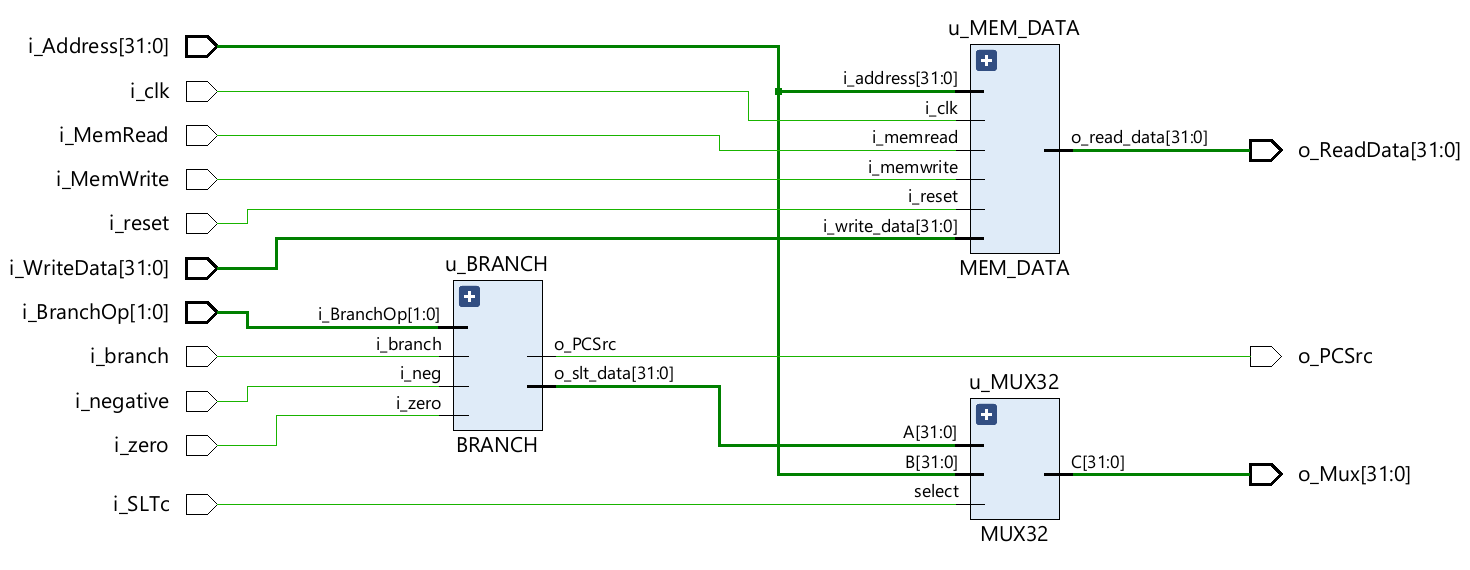 i_Address[31:0]
i_clk
i_MemRead
i_MemWrite
i_reset
i_WriteData[31:0]
i_BranchOp[1:0]
i_branch
i_negative
i_zero
i_SLTc
u_BRANCH
i_BranchOp[1:0]
i_branch
i_neg
i_zero
o_PCSrc
o_slt_data[31:0]
BRANCH
u_MEM_DATA
i_address[31:0]
i_clk
i_memread
i_memwrite
i_reset
i_write_data[31:0]
o_read_data[31:0]
MEM_DATA
u_MUX32
A[31:0]
B[31:0]
select
C[31:0]
MUX32
o_ReadData[31:0]
o_PCSrc
o_Mux[31:0]